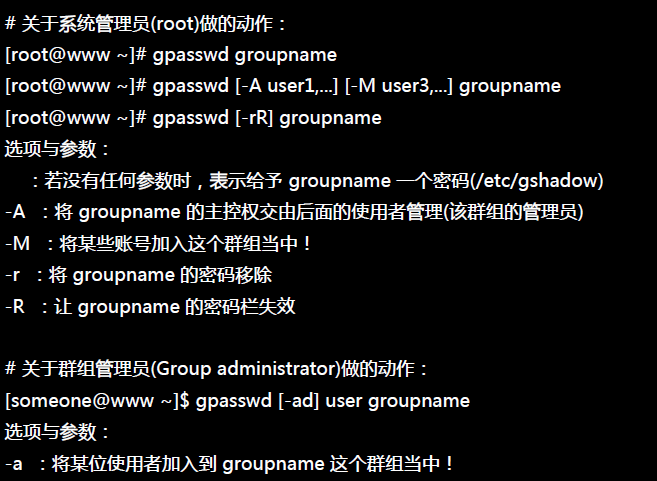 # 关于系统管理员(root)做的动作：
[root@www ~]# gpasswd groupname
[root@www ~]# gpasswd [-A user1,...] [-M user3,...] groupname
[root@www ~]# gpasswd [-rR] groupname
选项与参数：
：若没有任何参数时，表示给予 groupname 一个密码(/etc/gshadow)
-A ：将 groupname 的主控权交由后面的使用者管理(该群组的管理员)
-M ：将某些账号加入这个群组当中！
-r ：将 groupname 的密码移除
-R ：让 groupname 的密码栏失效
# 关于群组管理员(Group administrator)做的动作：
[someone@www ~]$ gpasswd [-ad] user groupname
选项与参数：
-a ：将某位使用者加入到 groupname 这个群组当中！